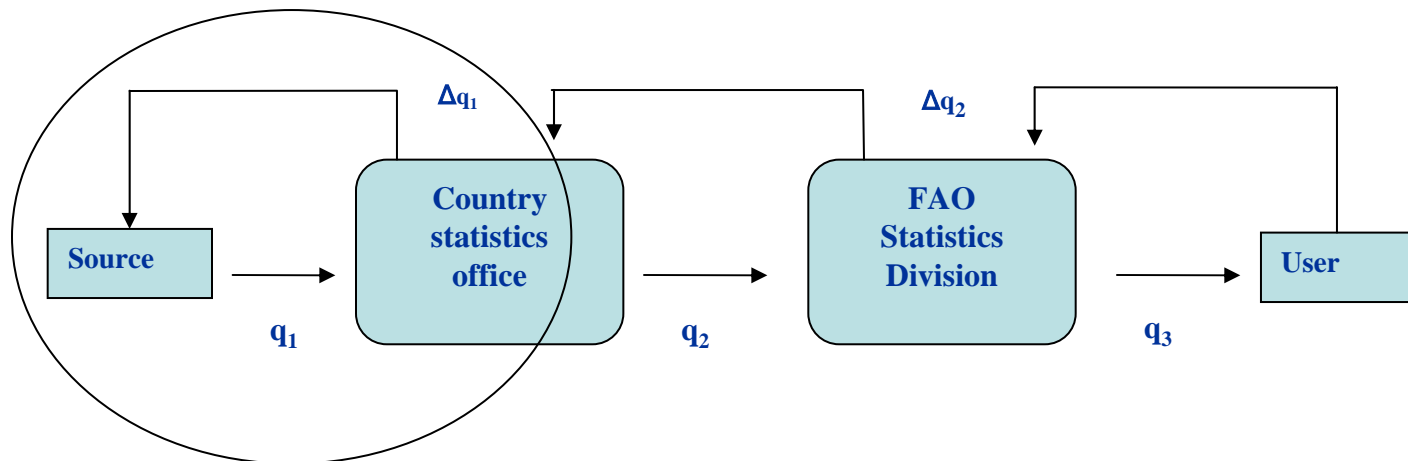 Δq₁
Δq₂
Source
Country
statistics
office
FAO
Statistics
Division
User
q₁
q₂
q₃